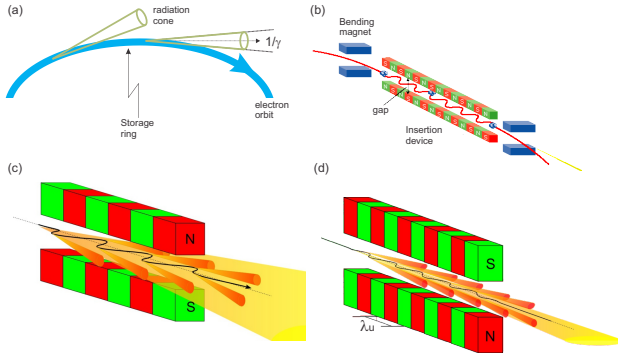 (a)
radiation
cone
1/γ
Storage
ring
electron
orbit
(b)
Bending
magnet
gap
Insertion
device
(c)
N
S
(d)
S
N
λu